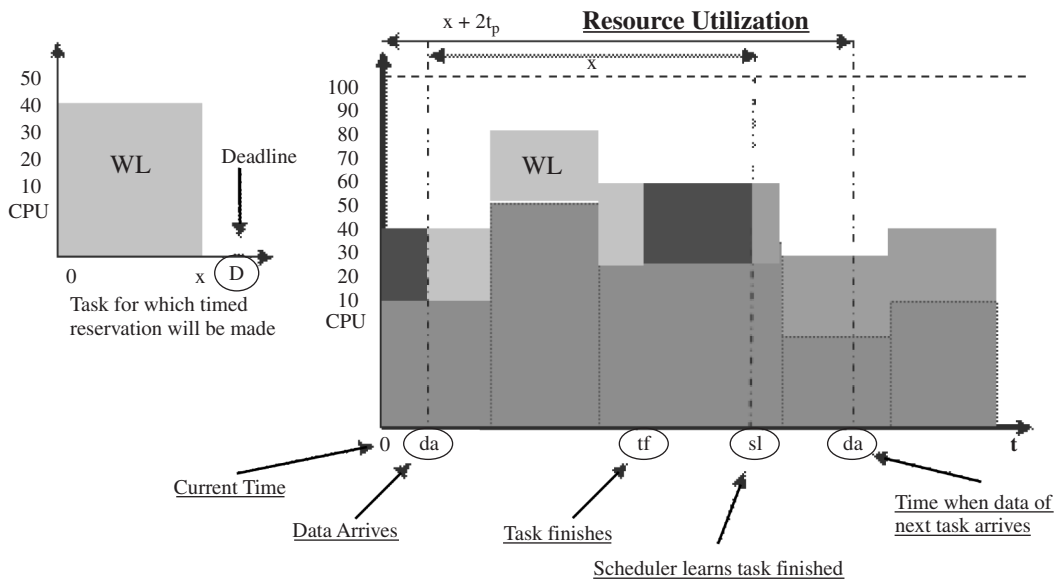 x + 2tp
Resource Utilization
x
50
40
30
20
10
CPU
WL
Deadline
0
x
D
Task for which timed
reservation will be made
100
90
80
70
60
50
40
30
20
10
CPU
WL
0
da
tf
sl
da
t
Current Time
Data Arrives
Task finishes
Scheduler learns task finished
Time when data of
next task arrives